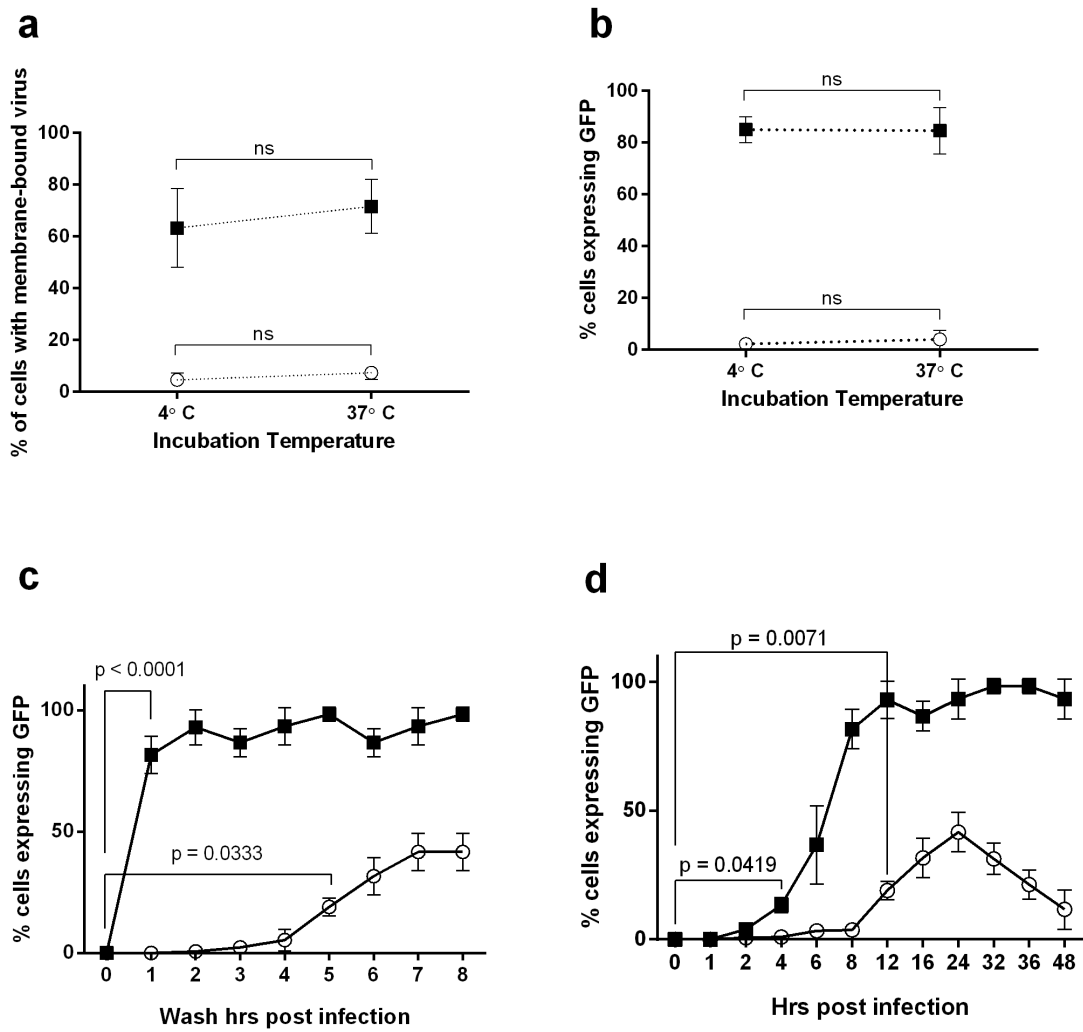 a
% of cells with membrane-bound virus
100
80
60
40
20
0
ns
ns
4° C
37° C
Incubation Temperature
b
% cells expressing GFP
100
80
60
40
20
0
ns
ns
4° C
37° C
Incubation Temperature
c
% cells expressing GFP
100
50
0
p < 0.0001
p = 0.0333
0 1 2 3 4 5 6 7 8
Wash hrs post infection
d
% cells expressing GFP
100
50
0
p = 0.0071
p = 0.0419
0 1 2 4 6 8 12 16 24 32 36 48
Hrs post infection